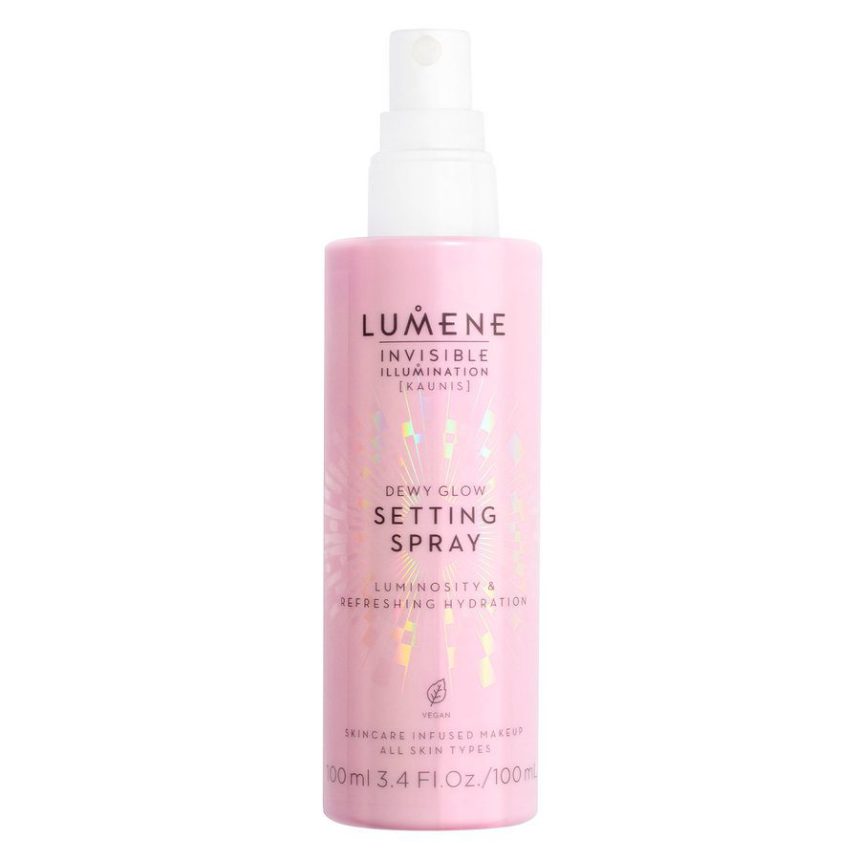 LUMENE
INVISIBLE
ILLUMINATION
[KAUNIS]
DEWY GLOW
SETTING
SPRAY
LUMINOSITY &
REFRESHING HYDRATION
VEGAN
SKINCARE INFUSED MAKEUP
ALL SKIN TYPES
100 ml 3.4 Fl.Oz./100 mL